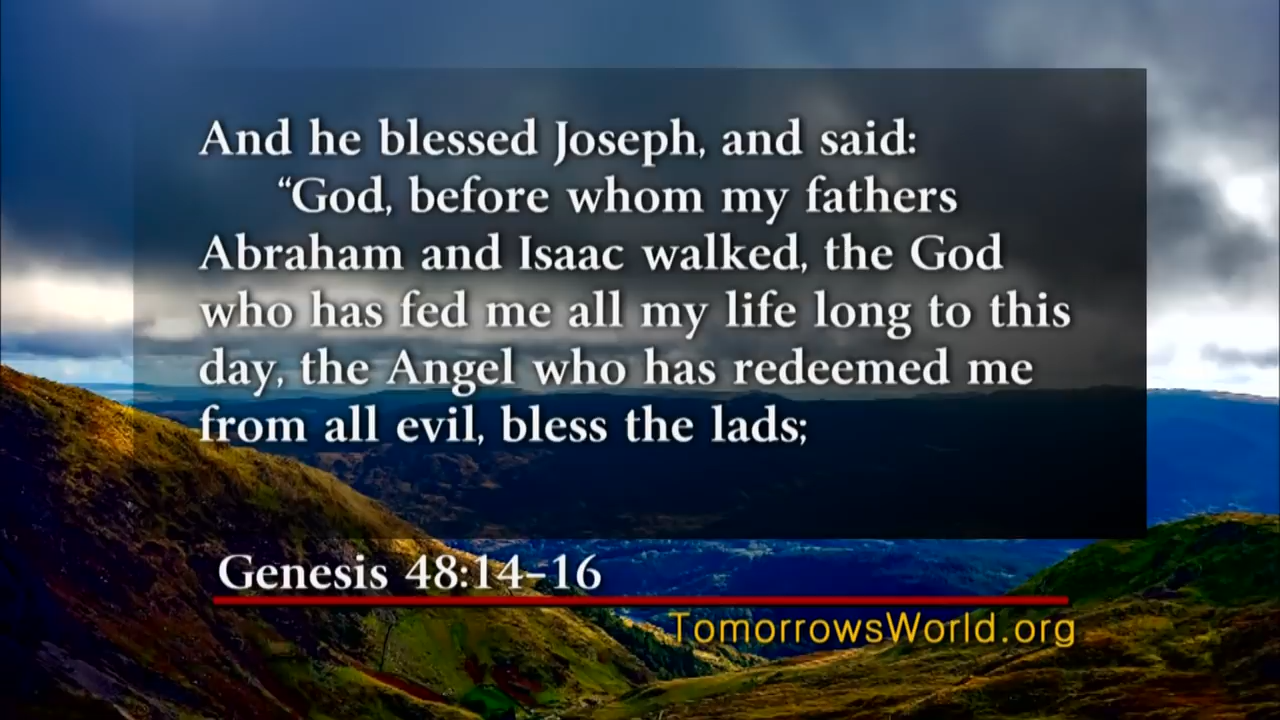 And he blessed Joseph, and said:
“God, before whom my fathers
Abraham and Isaac walked, the God
who has fed me all my life long to this
day, the Angel who has redeemed me
from all evil, bless the lads;
Genesis 48:14–16
TomorrowsWorld.org